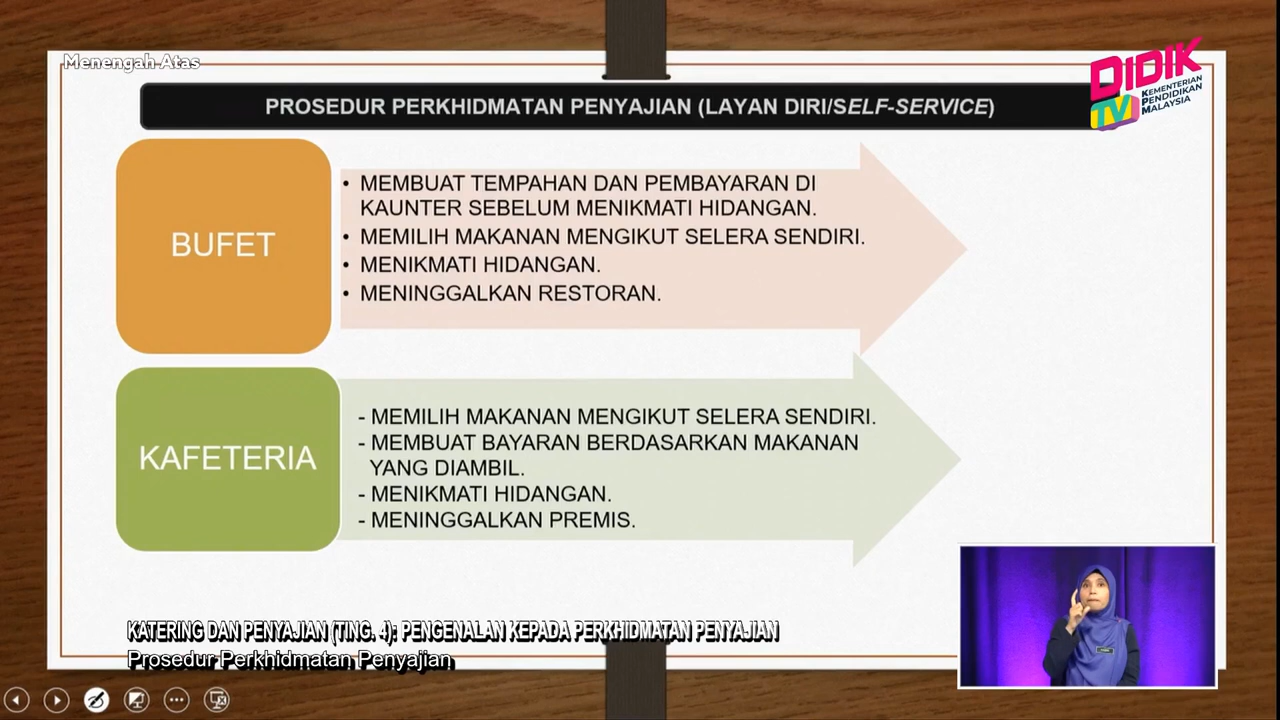 Menengah Atas
DIDIK
TV
KEMENTERIAN
PENDIDIKAN
MALAYSIA
PROSEDUR PERKHIDMATAN PENYAJIAN (LAYAN DIRI/SELF-SERVICE)
BUFET
• MEMBUAT TEMPAHAN DAN PEMBAYARAN DI
KAUNTER SEBELUM MENIKMATI HIDANGAN.
• MEMILIH MAKANAN MENGIKUT SELERA SENDIRI.
• MENIKMATI HIDANGAN.
• MENINGGALKAN RESTORAN.
KAFETERIA
- MEMILIH MAKANAN MENGIKUT SELERA SENDIRI.
- MEMBUAT BAYARAN BERDASARKAN MAKANAN
YANG DIAMBIL.
- MENIKMATI HIDANGAN.
- MENINGGALKAN PREMIS.
KATERING DAN PENYAJIAN (TING. 4): PENGENALAN KEPADA PERKHIDMATAN PENYAJIAN
Prosedur Perkhidmatan Penyajian